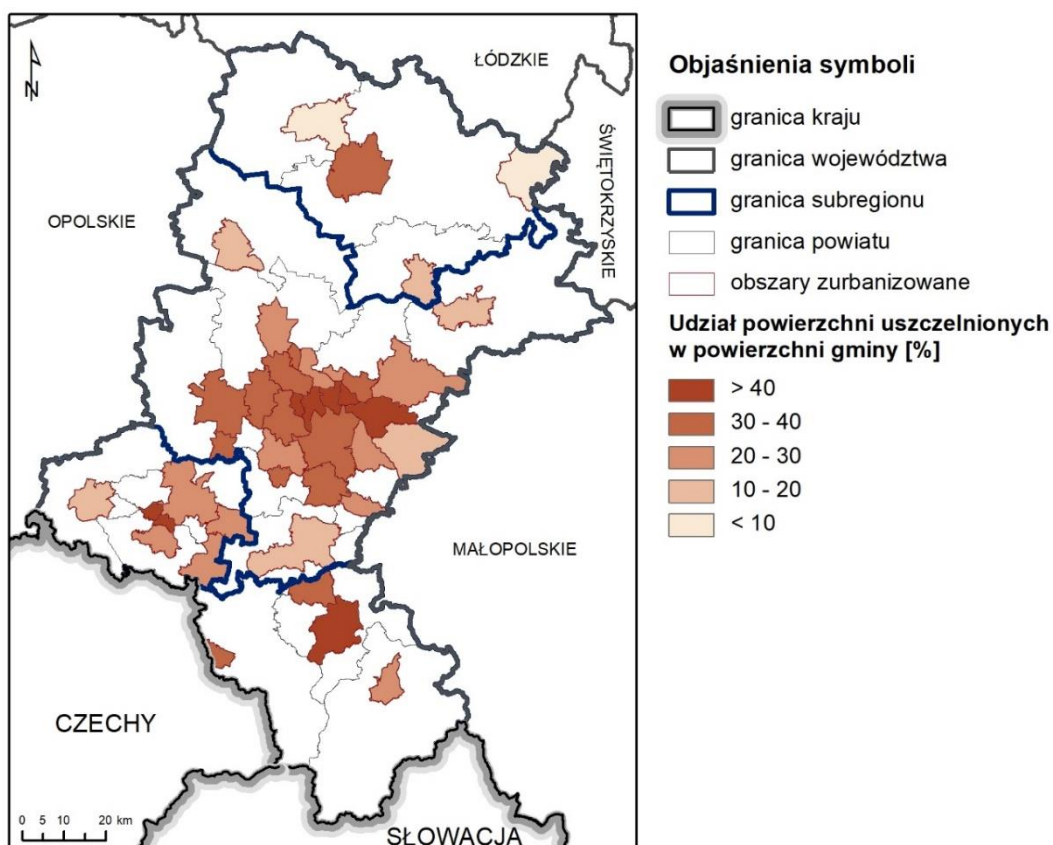 ŁÓDZKIE
ŚWIĘTOKRZYSKIE
OPOLSKIE
MAŁOPOLSKIE
CZECHY
SŁOWACJA
N
0 5 10 20 km
Objaśnienia symboli
granica kraju
granica województwa
granica subregionu
granica powiatu
obszary zurbanizowane
Udział powierzchni uszczelnionych
w powierzchni gminy [%]
> 40
30 - 40
20 - 30
10 - 20
< 10